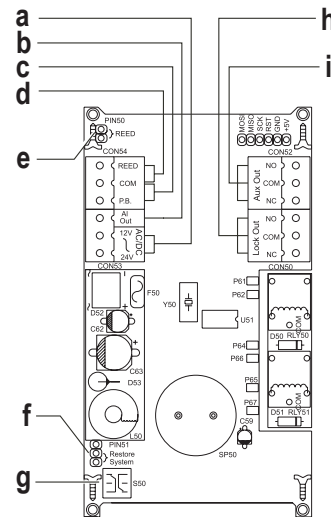 a
b
c
d
e
h
i
PIN50
REED
MOSI
MISC
SCK
RST
GND
+5V
CON54
CON52
REED
COM
P.B.
NO
COM
NC
Aux Out
AI
Out
12V
24V
AC/DC
NO
COM
NC
Lock Out
CON53
CON50
~
+
~
-
F50
D52
C62
+
+
C63
D53
L50
Y50
U51
P61
P62
P64
P66
P65
P67
COM
D50 RLY50
COM
D51 RLY51
C59
SP50
f
PIN51
Restore
System
g
S50